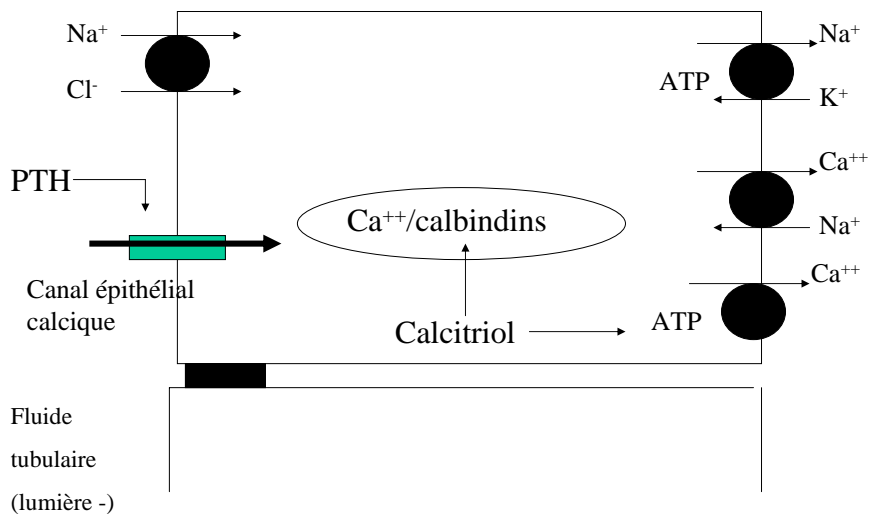 Na⁺
Cl⁻
PTH
Canal épithélial
calcique
Ca⁺⁺/calbindins
Calcitriol
ATP
Na⁺
K⁺
Ca⁺⁺
Na⁺
Ca⁺⁺
ATP
Fluide
tubulaire
(lumière -)